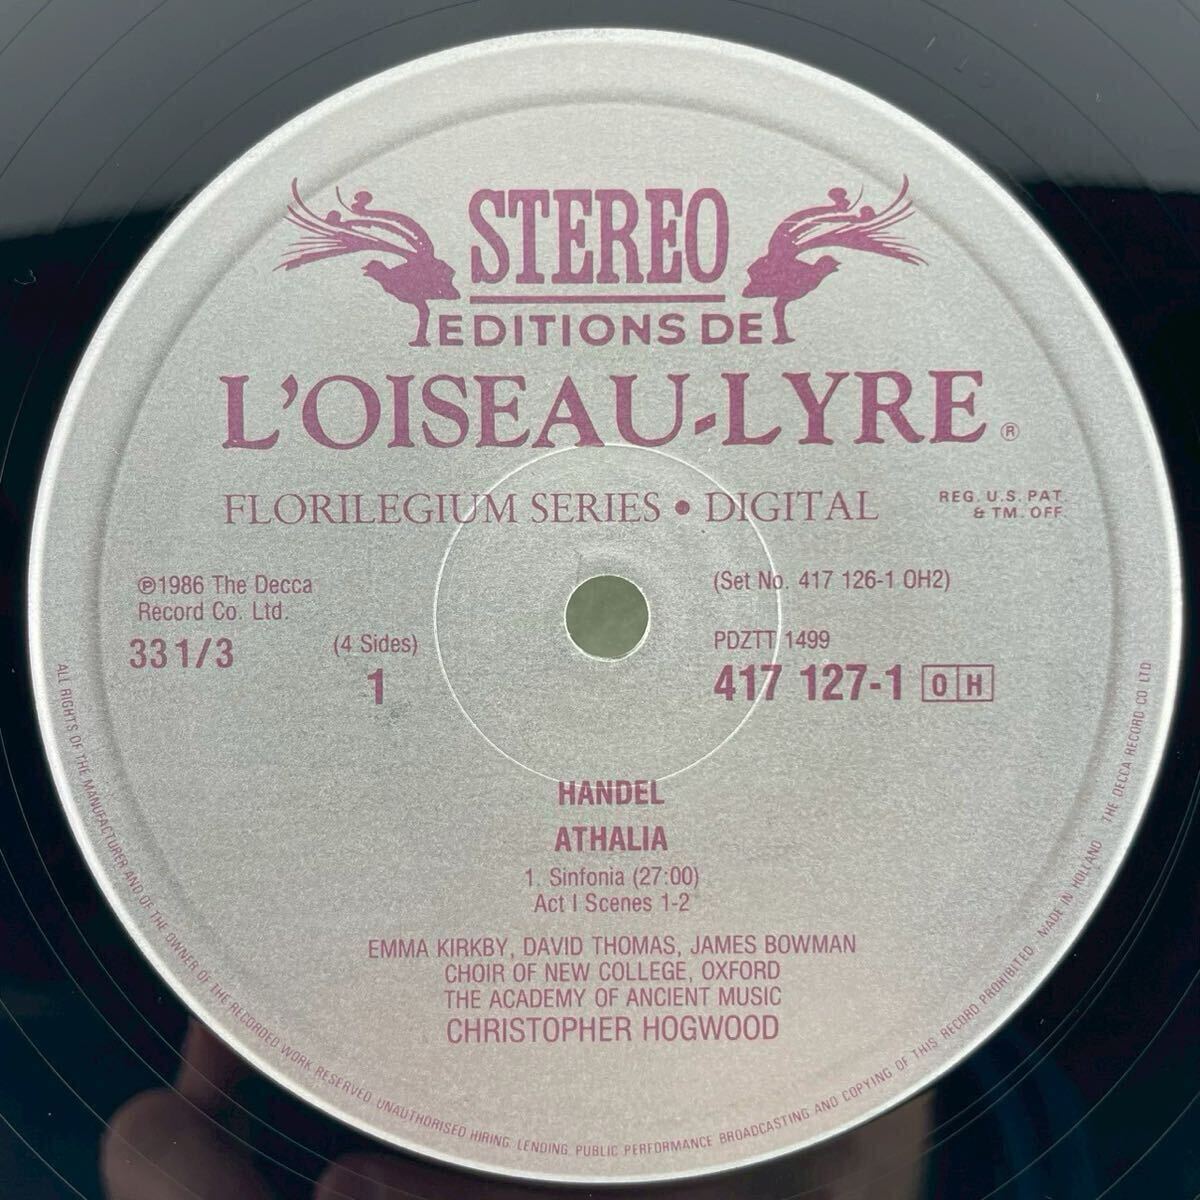 STEREO
EDITIONS DE
L'OISEAU-LYRE ®
FLORILEGIUM SERIES • DIGITAL
REG. U.S. PAT.
& TM. OFF.
℗1986 The Decca
Record Co. Ltd.
33 1/3
(4 Sides)
1
(Set No. 417 126-1 OH2)
PDZTT 1499
417 127-1 O H
HANDEL
ATHALIA
1. Sinfonia (27:00)
Act I Scenes 1-2
EMMA KIRKBY, DAVID THOMAS, JAMES BOWMAN
CHOIR OF NEW COLLEGE, OXFORD
THE ACADEMY OF ANCIENT MUSIC
CHRISTOPHER HOGWOOD
ALL RIGHTS OF THE MANUFACTURER AND OF THE OWNER OF THE RECORDED WORK RESERVED. UNAUTHORISED HIRING, LENDING, PUBLIC PERFORMANCE BROADCASTING AND COPYING OF THIS RECORD PROHIBITED. MADE IN HOLLAND THE DECCA RECORD CO LTD